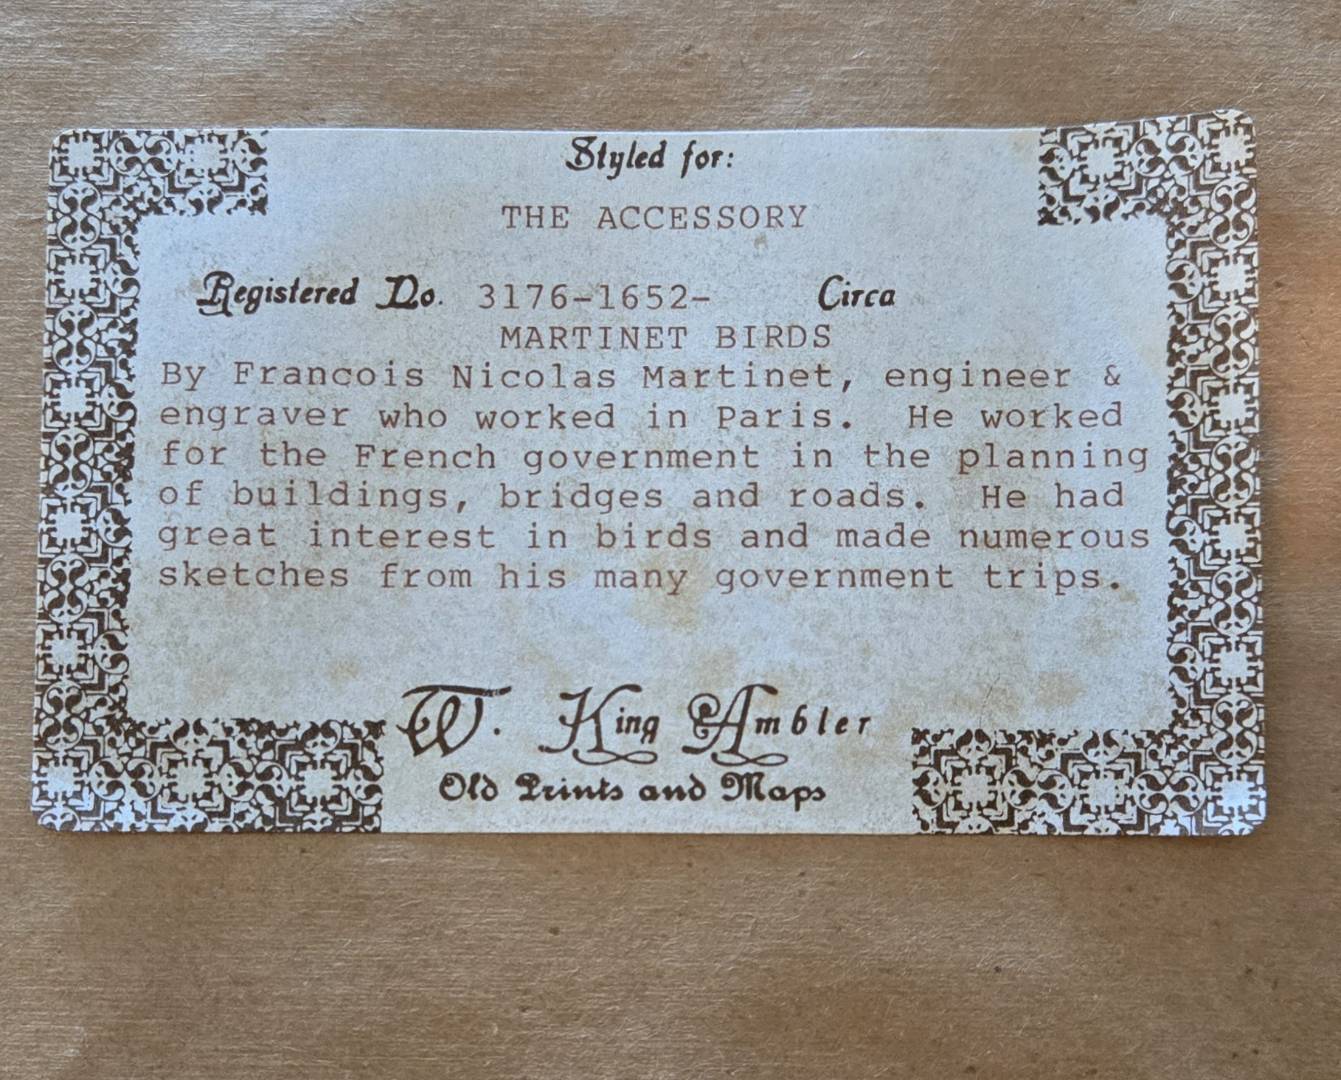 Styled for:
THE ACCESSORY
Registered No. 3176-1652- Circa
MARTINET BIRDS
By Francois Nicolas Martinet, engineer &
engraver who worked in Paris. He worked
for the French government in the planning
of buildings, bridges and roads. He had
great interest in birds and made numerous
sketches from his many government trips.
W. King Ambler
Old Prints and Maps